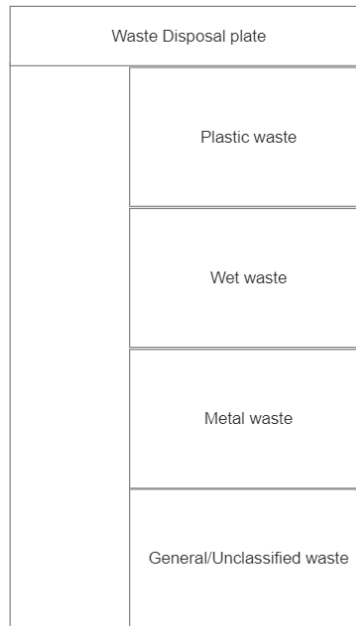 Waste Disposal plate
Plastic waste
Wet waste
Metal waste
General/Unclassified waste